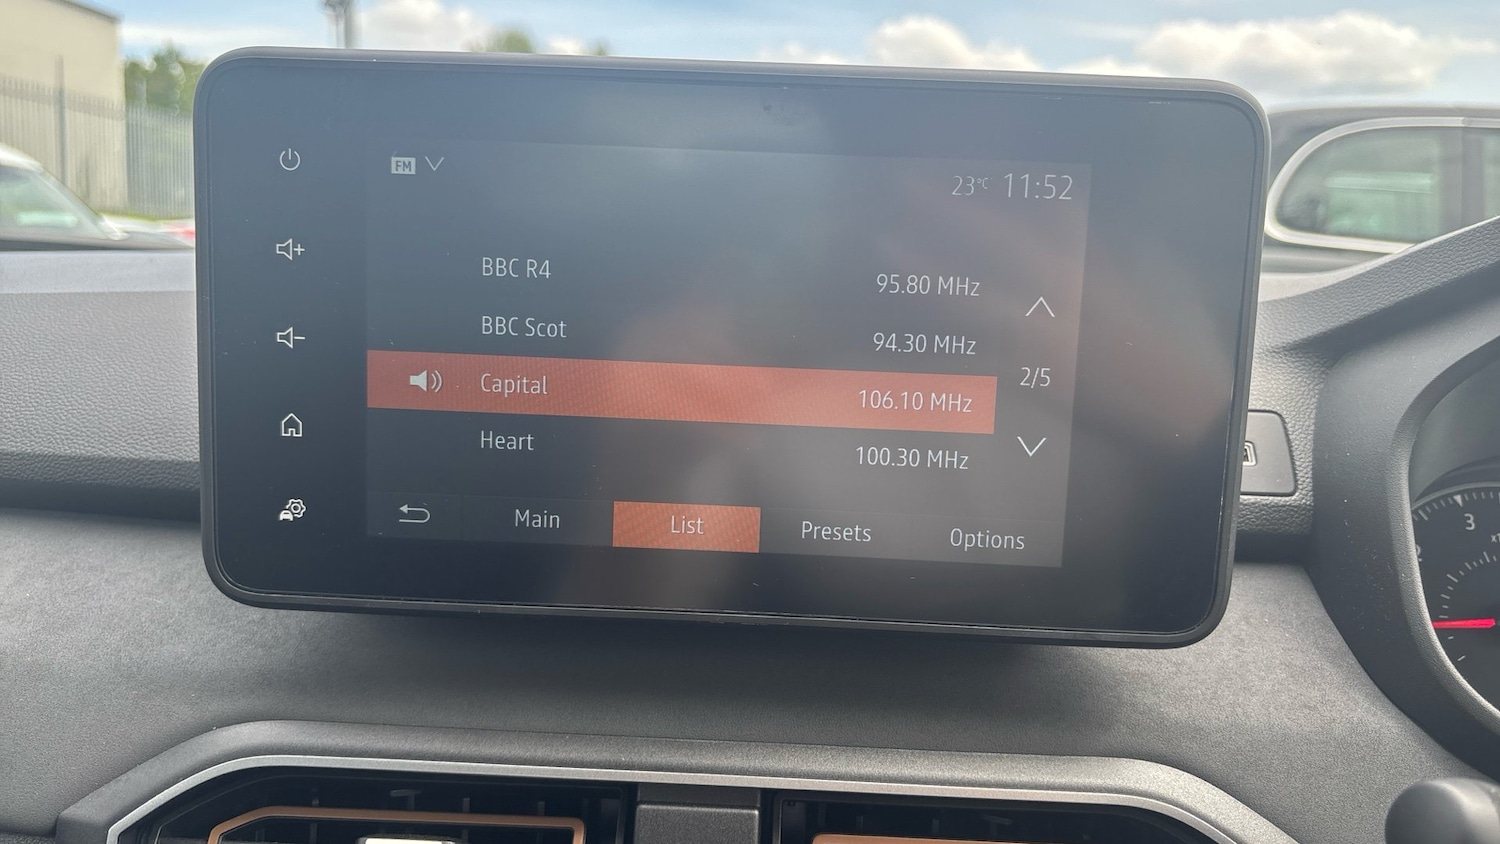 FM
23°C 11:52
BBC R4 95.80 MHz
BBC Scot 94.30 MHz
Capital 106.10 MHz
2/5
Heart 100.30 MHz
Main List Presets Options
3